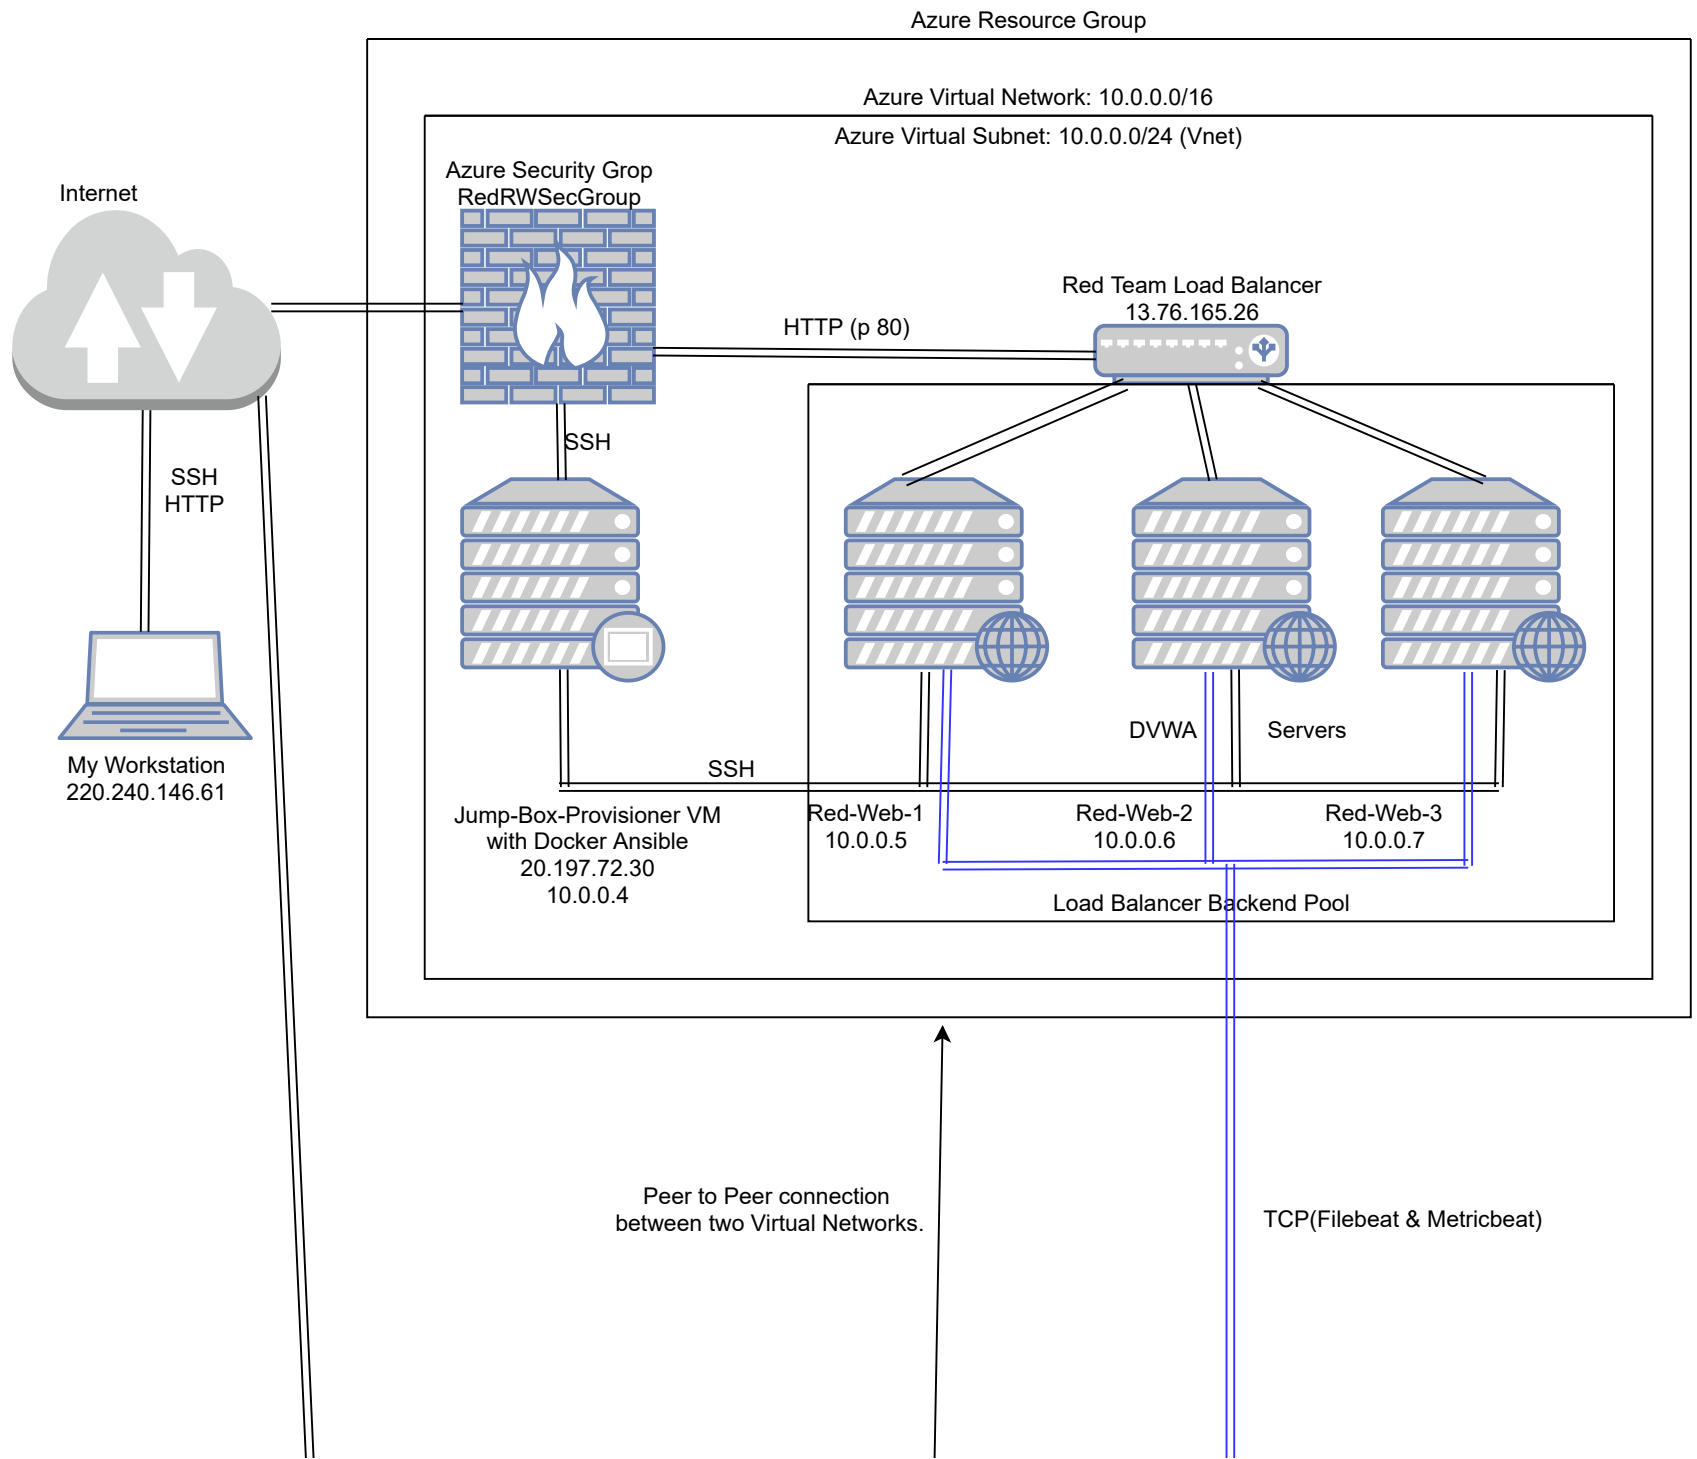 Azure Resource Group
Azure Virtual Network: 10.0.0.0/16
Azure Virtual Subnet: 10.0.0.0/24 (Vnet)
Azure Security Grop
RedRWSecGroup
Internet
Red Team Load Balancer
13.76.165.26
HTTP (p 80)
SSH
SSH
HTTP
DVWA
Servers
My Workstation
220.240.146.61
SSH
Jump-Box-Provisioner VM
with Docker Ansible
20.197.72.30
10.0.0.4
Red-Web-1
10.0.0.5
Red-Web-2
10.0.0.6
Red-Web-3
10.0.0.7
Load Balancer Backend Pool
Peer to Peer connection
between two Virtual Networks.
TCP(Filebeat & Metricbeat)